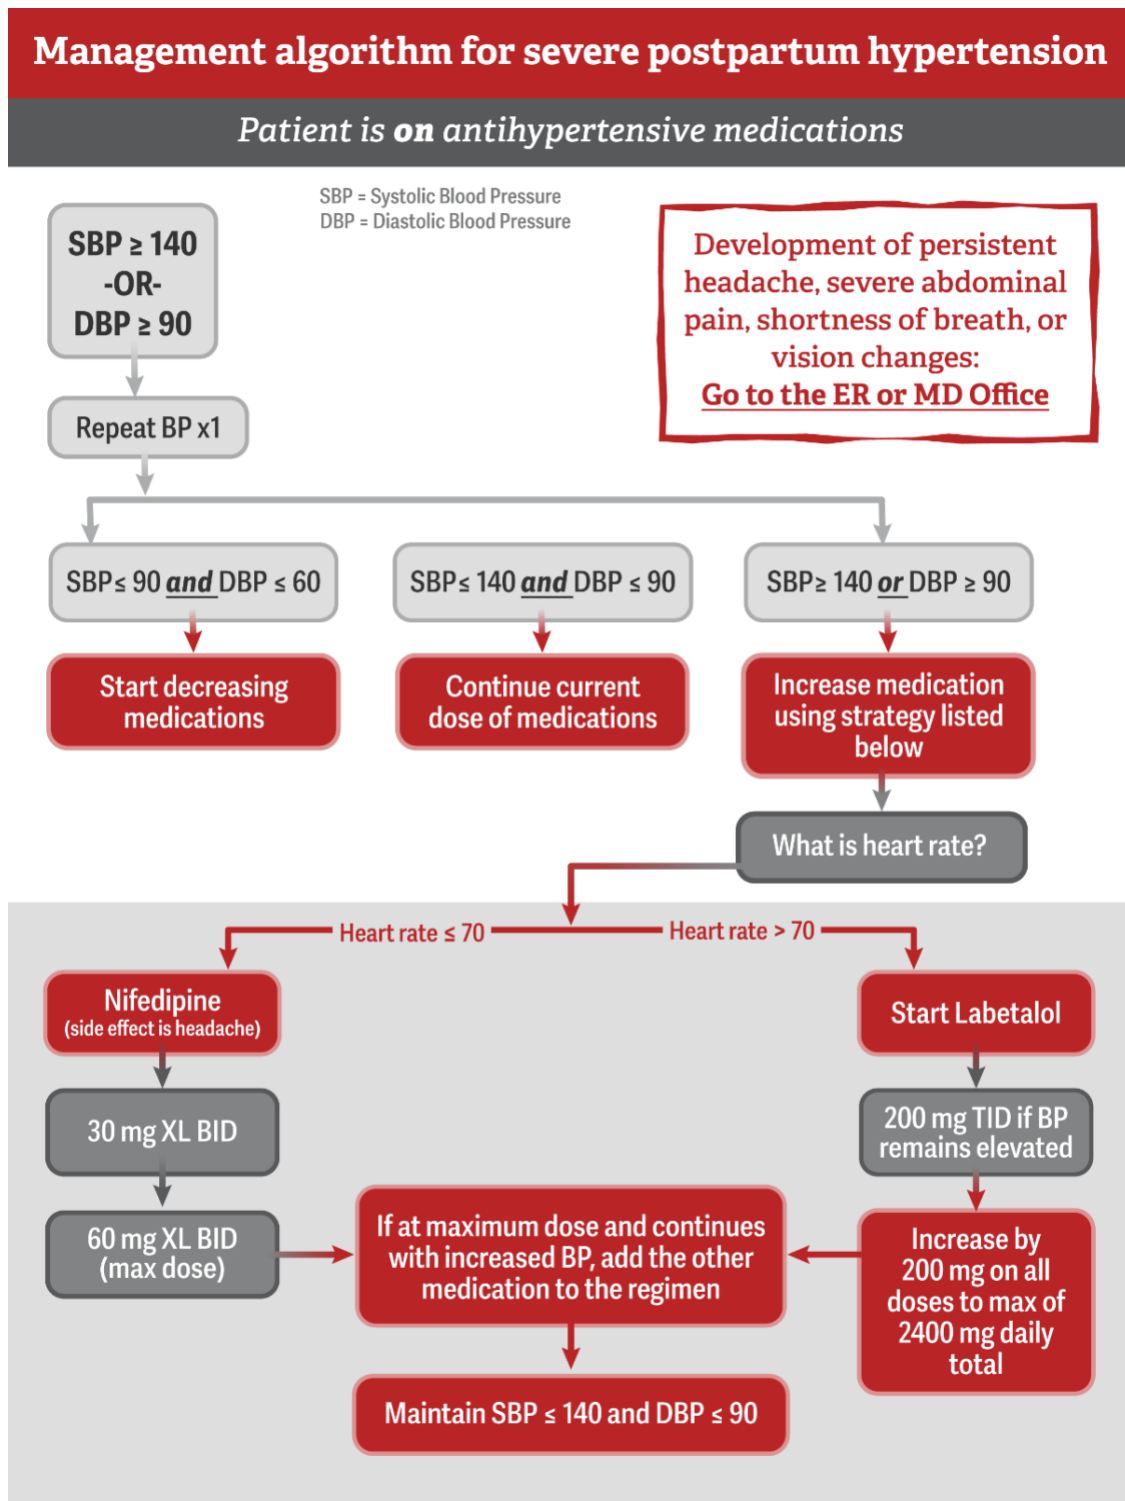 Management algorithm for severe postpartum hypertension
Patient is on antihypertensive medications
SBP = Systolic Blood Pressure
DBP = Diastolic Blood Pressure
SBP ≥ 140
-OR-
DBP ≥ 90
Development of persistent
headache, severe abdominal
pain, shortness of breath, or
vision changes:
Go to the ER or MD Office
Repeat BP x1
SBP ≤ 90 and DBP ≤ 60
SBP ≤ 140 and DBP ≤ 90
SBP ≥ 140 or DBP ≥ 90
Start decreasing
medications
Continue current
dose of medications
Increase medication
using strategy listed
below
What is heart rate?
Heart rate ≤ 70
Heart rate > 70
Nifedipine
(side effect is headache)
Start Labetalol
30 mg XL BID
200 mg TID if BP
remains elevated
60 mg XL BID
(max dose)
If at maximum dose and continues
with increased BP, add the other
medication to the regimen
Increase by
200 mg on all
doses to max of
2400 mg daily
total
Maintain SBP ≤ 140 and DBP ≤ 90